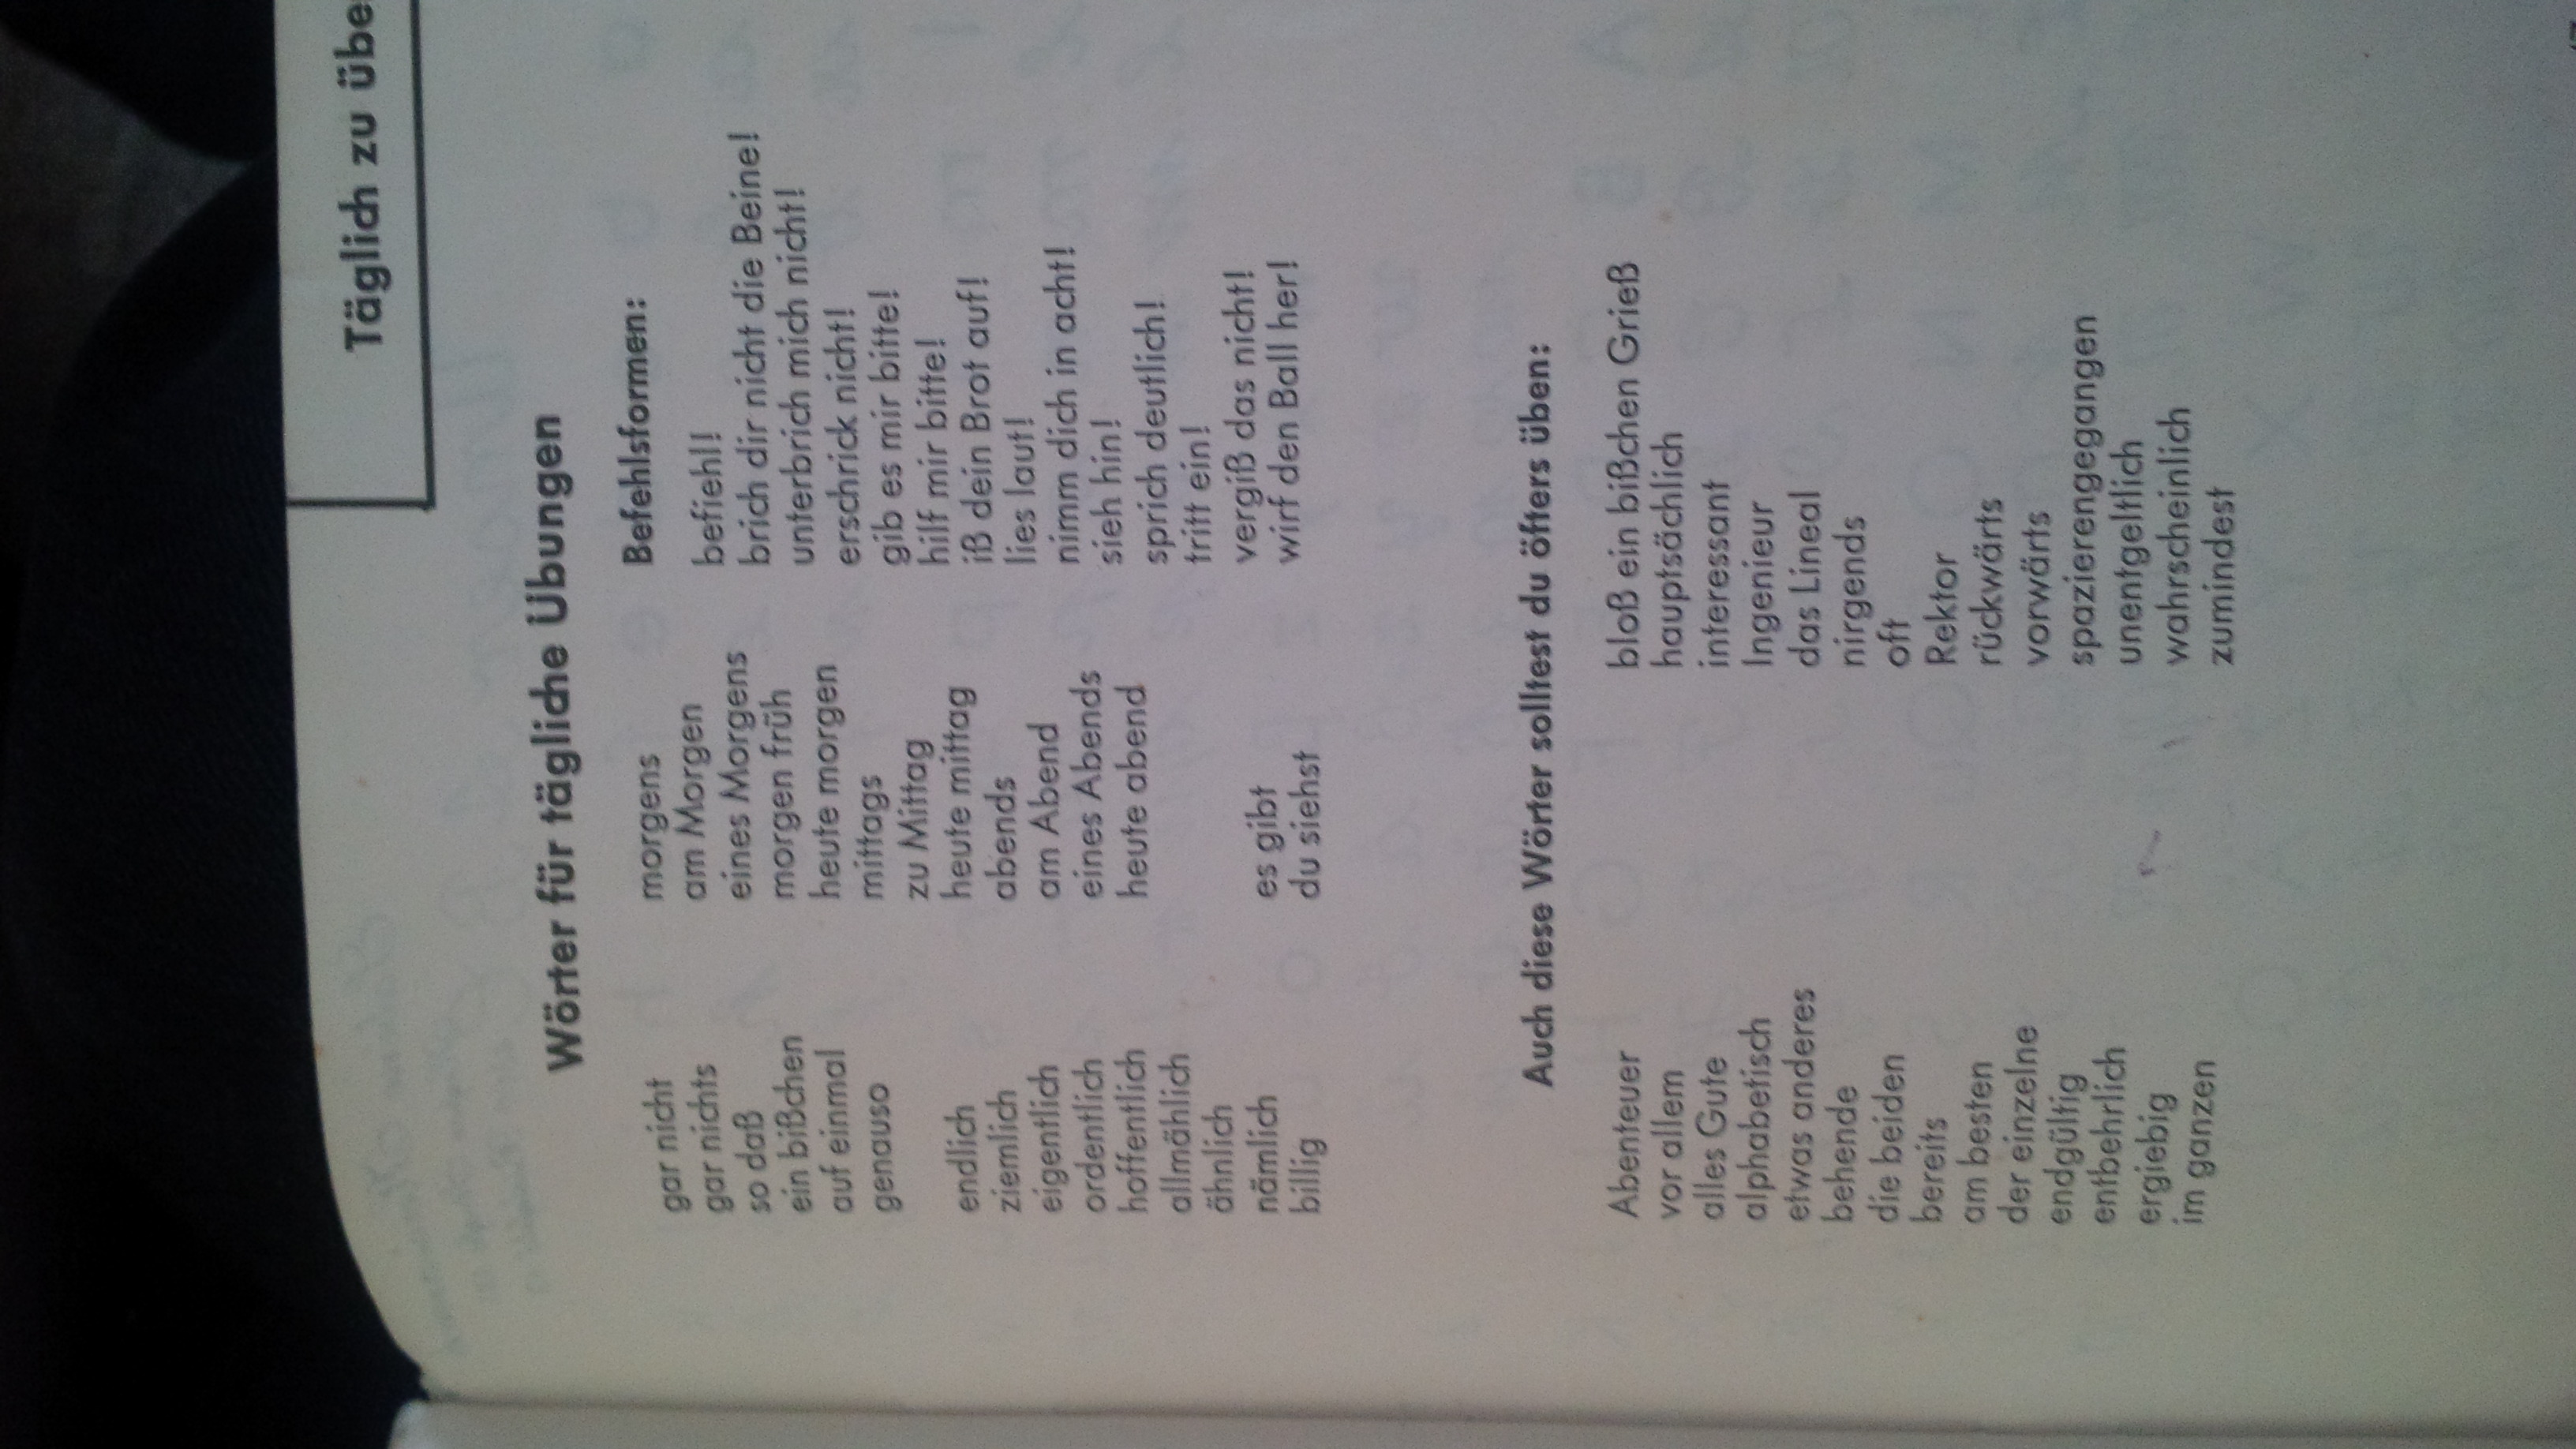 Täglich zu übe
Wörter für tägliche Übungen
gar nicht
gar nichts
so daß
ein bißchen
auf einmal
genauso
endlich
ziemlich
eigentlich
ordentlich
hoffentlich
allmählich
ähnlich
nämlich
billig
morgens
am Morgen
eines Morgens
morgen früh
heute morgen
mittags
zu Mittag
heute mittag
abends
am Abend
eines Abends
heute abend
es gibt
du siehst
Befehlsformen:
befiehl!
brich dir nicht die Beine!
unterbrich mich nicht!
erschrick nicht!
gib es mir bitte!
hilf mir bitte!
iß dein Brot auf!
lies laut!
nimm dich in acht!
sieh hin!
sprich deutlich!
tritt ein!
vergiß das nicht!
wirf den Ball her!
Auch diese Wörter solltest du öfters üben:
Abenteuer
vor allem
alles Gute
alphabetisch
etwas anderes
behende
die beiden
bereits
am besten
der einzelne
endgültig
entbehrlich
ergiebig
im ganzen
bloß ein bißchen Grieß
hauptsächlich
interessant
Ingenieur
das Lineal
nirgends
oft
Rektor
rückwärts
vorwärts
spazierengegangen
unentgeltlich
wahrscheinlich
zumindest